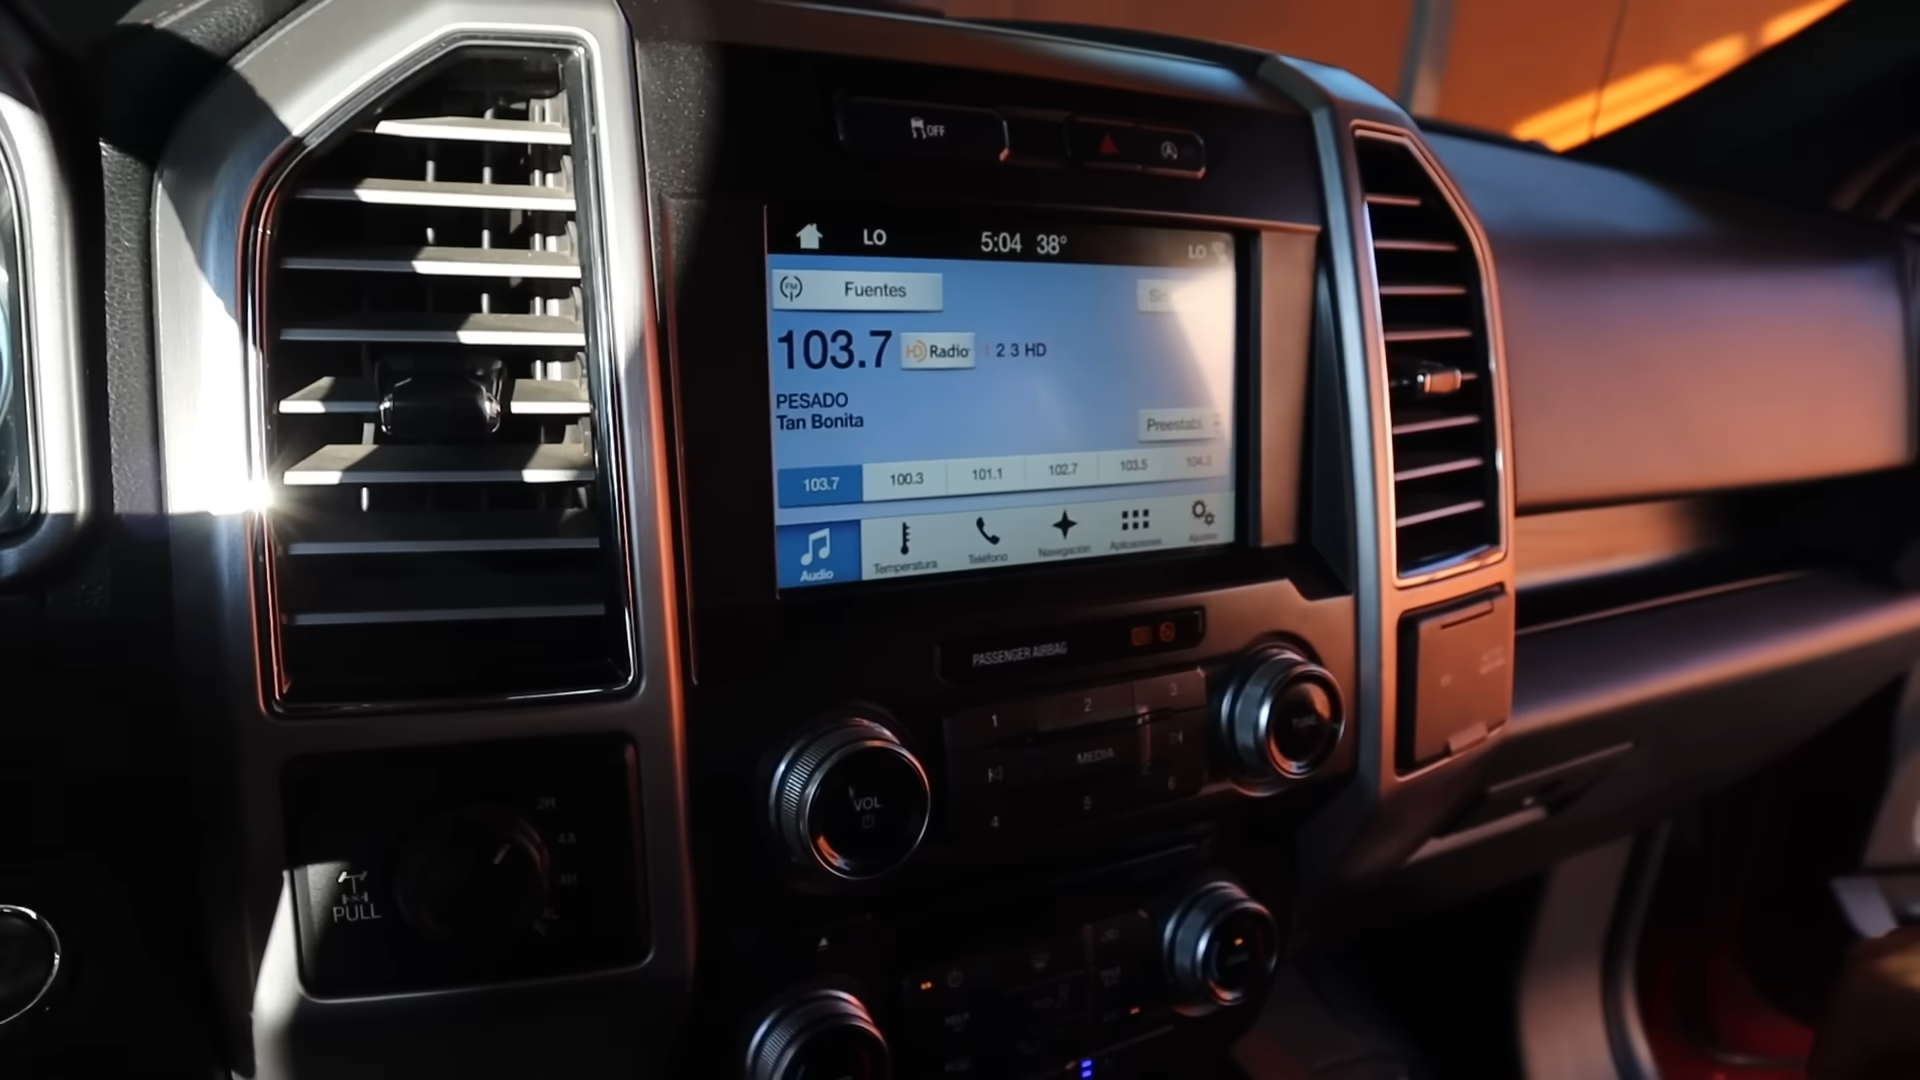 OFF
LO 5:04 38° LO
FM Fuentes
103.7 HD Radio 1 2 3 HD
PESADO
Tan Bonita
Preestabl
103.7 100.3 101.1 102.7 103.5 104.3
Audio Temperatura Teléfono Navegación Aplicaciones Ajustes
PASSENGER AIRBAG
1 2 3
MEDIA
4 5 6
VOL
TUNE
2H
4A
4H
PULL